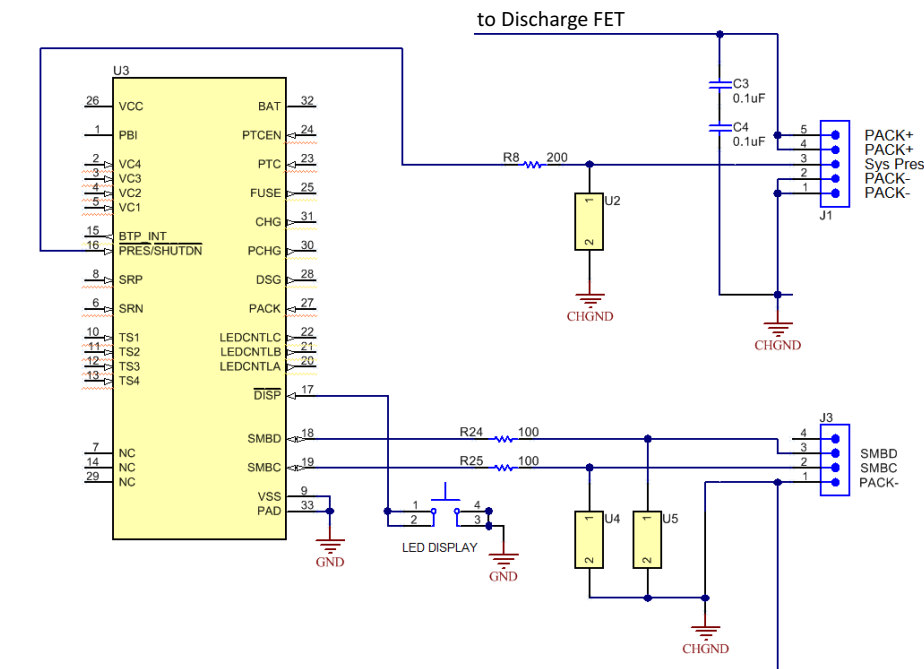 to Discharge FET
U3
26 VCC BAT 32
1 PBI PTCEN 24
2 VC4 PTC 23
3 VC3
4 VC2 FUSE 25
5 VC1
CHG 31
15 BTP_INT
16 PRES/SHUTDN PCHG 30
8 SRP DSG 28
6 SRN PACK 27
10 TS1 LEDCNTLC 22
11 TS2 LEDCNTLB 21
12 TS3 LEDCNTLA 20
13 TS4
DISP 17
SMBD 18
7 NC
14 NC SMBC 19
29 NC
VSS 9
PAD 33
GND
C3
0.1uF
C4
0.1uF
5 PACK+
4 PACK+
3 Sys Pres
2 PACK-
1 PACK-
J1
R8 200
1 U2
2
CHGND
CHGND
J3
R24 100
R25 100
4
3 SMBD
2 SMBC
1 PACK-
1 4
2 3
LED DISPLAY
GND
1 U4 1 U5
2 2
CHGND